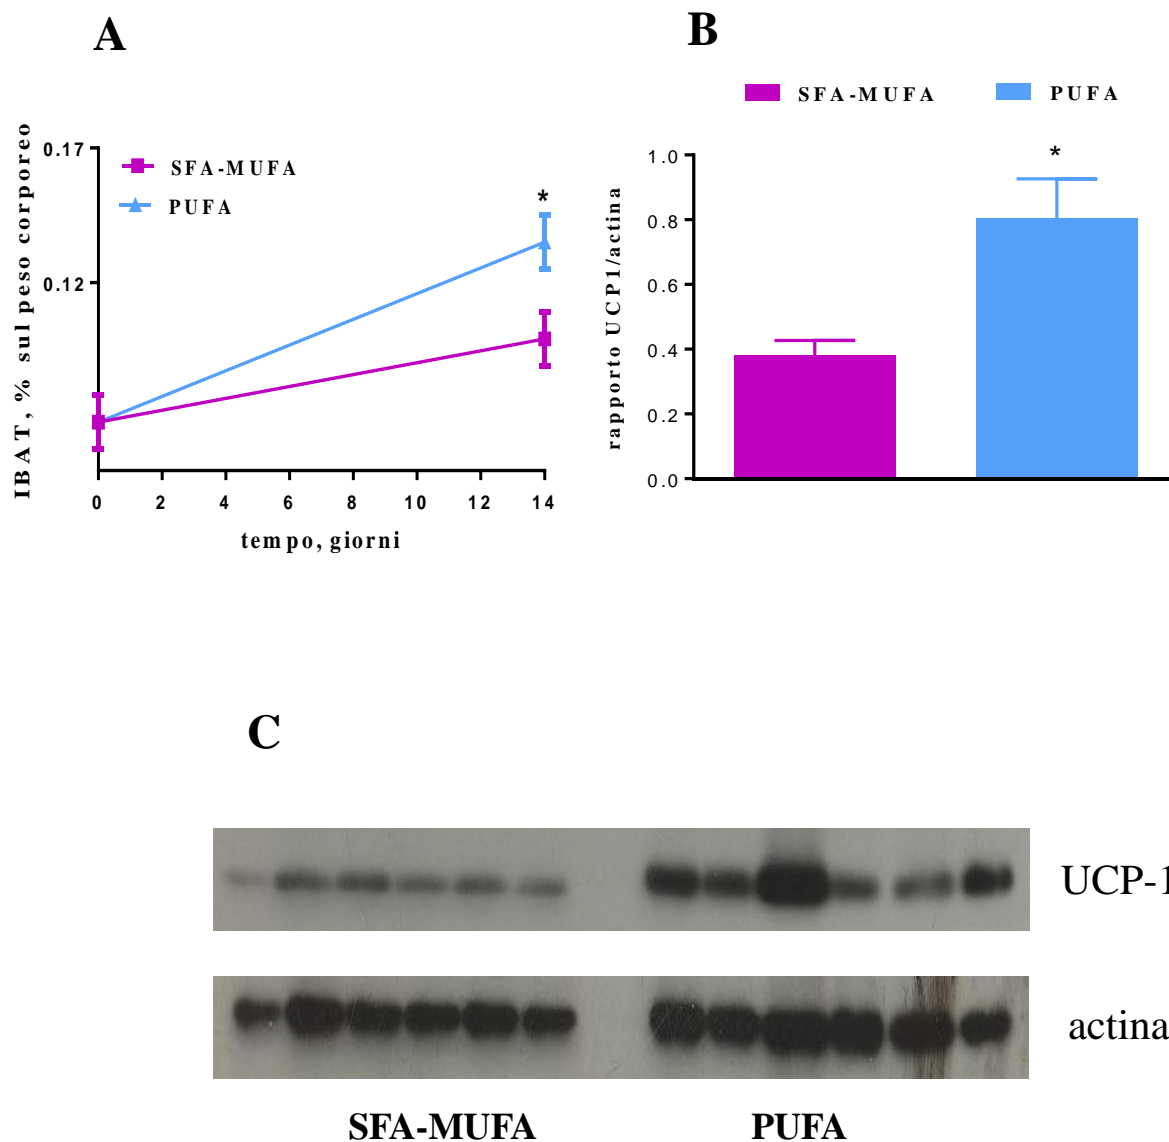 A
IBAT, % sul peso corporeo
0.17
0.12
SFA-MUFA
PUFA
*
0 2 4 6 8 10 12 14
tempo, giorni
B
SFA-MUFA PUFA
rapporto UCP1/actina
1.0
0.8
0.6
0.4
0.2
0.0
*
C
UCP-1
actina
SFA-MUFA PUFA